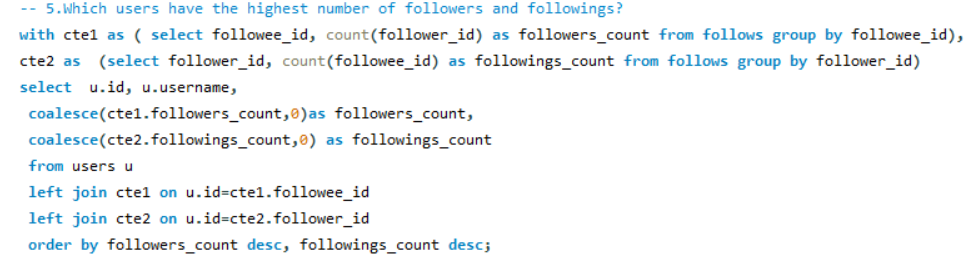 -- 5.Which users have the highest number of followers and followings?
with cte1 as ( select followee_id, count(follower_id) as followers_count from follows group by followee_id),
cte2 as  (select follower_id, count(followee_id) as followings_count from follows group by follower_id)
select  u.id, u.username,
coalesce(cte1.followers_count,0)as followers_count,
coalesce(cte2.followings_count,0) as followings_count
from users u
left join cte1 on u.id=cte1.followee_id
left join cte2 on u.id=cte2.follower_id
order by followers_count desc, followings_count desc;